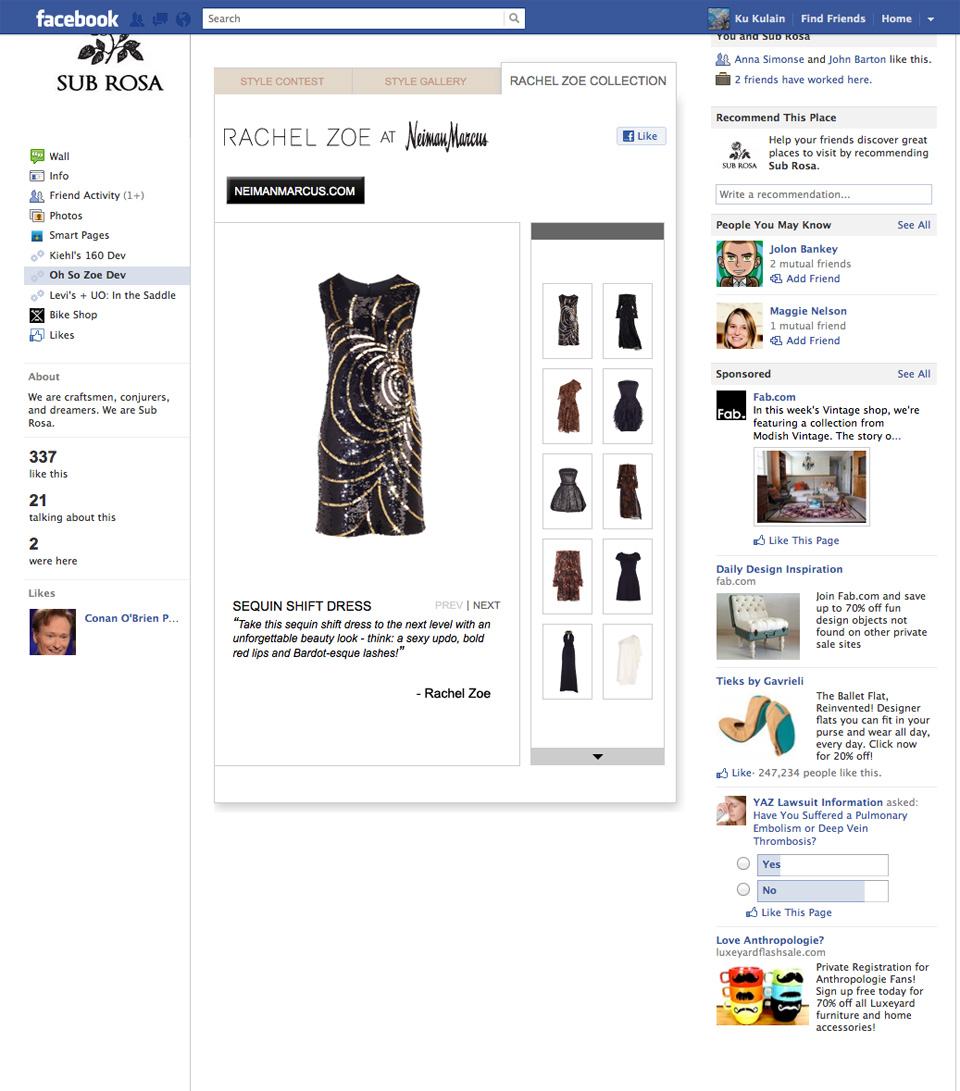 facebook
Search
Ku Kulain
Find Friends
Home
SUB ROSA
Wall
Info
Friend Activity (1+)
Photos
Smart Pages
Kiehl's 160 Dev
Oh So Zoe Dev
Levi's + UO: In the Saddle
Bike Shop
Likes
About
We are craftsmen, conjurers,
and dreamers. We are Sub
Rosa.
337
like this
21
talking about this
2
were here
Likes
Conan O'Brien P...
STYLE CONTEST
STYLE GALLERY
RACHEL ZOE COLLECTION
RACHEL ZOE AT Neiman Marcus
Like
NEIMANMARCUS.COM
SEQUIN SHIFT DRESS
PREV | NEXT
“Take this sequin shift dress to the next level with an
unforgettable beauty look - think: a sexy updo, bold
red lips and Bardot-esque lashes!”
- Rachel Zoe
You and Sub Rosa
Anna Simonse and John Barton like this.
2 friends have worked here.
Recommend This Place
SUB ROSA
Help your friends discover great
places to visit by recommending
Sub Rosa.
Write a recommendation...
People You May Know
See All
Jolon Bankey
2 mutual friends
Add Friend
Maggie Nelson
1 mutual friend
Add Friend
Sponsored
See All
Fab.
Fab.com
In this week's Vintage shop, we're
featuring a collection from
Modish Vintage. The story o...
Like This Page
Daily Design Inspiration
fab.com
Join Fab.com and save
up to 70% off fun
design objects not
found on other private
sale sites
Tieks by Gavrieli
The Ballet Flat,
Reinvented! Designer
flats you can fit in your
purse and wear all day,
every day. Click now
for 20% off!
Like · 247,234 people like this.
YAZ Lawsuit Information asked:
Have You Suffered a Pulmonary
Embolism or Deep Vein
Thrombosis?
Yes
No
Like This Page
Love Anthropologie?
luxeyardflashsale.com
Private Registration for
Anthropologie Fans!
Sign up free today for
70% off all Luxeyard
furniture and home
accessories!